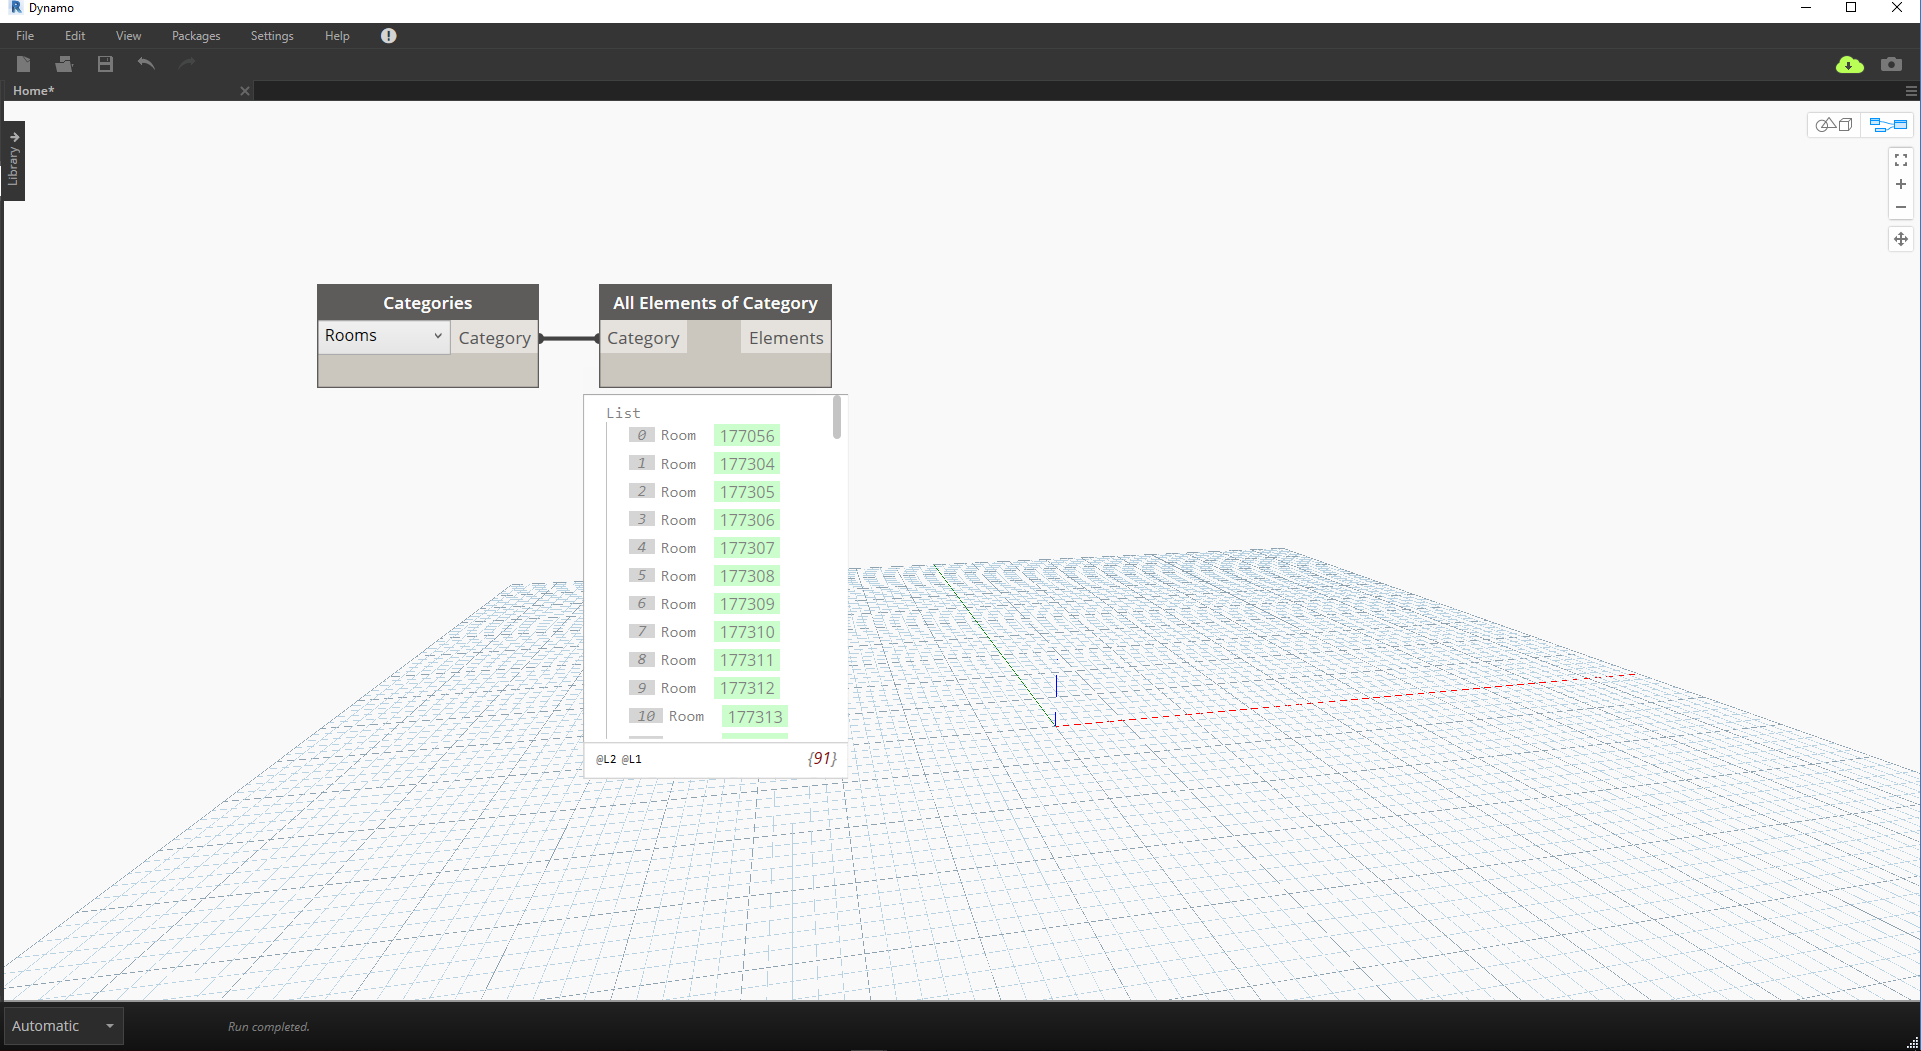 Dynamo
File Edit View Packages Settings Help
Home*
Library
Categories
Rooms Category
All Elements of Category
Category Elements
List
0 Room 177056
1 Room 177304
2 Room 177305
3 Room 177306
4 Room 177307
5 Room 177308
6 Room 177309
7 Room 177310
8 Room 177311
9 Room 177312
10 Room 177313
@L2 @L1 {91}
Automatic Run completed.